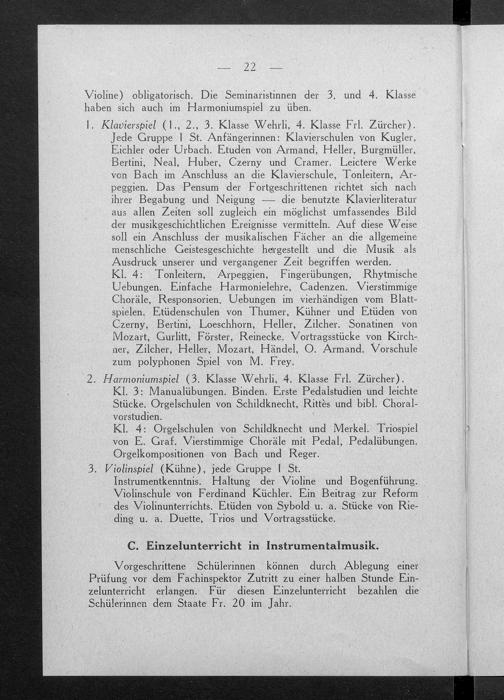 — 22 —
Violine) obligatorisch. Die Seminaristinnen der 3. und 4. Klasse
haben sich auch im Harmoniumspiel zu üben.
1. Klavierspiel (1., 2., 3. Klasse Wehrli, 4. Klasse Frl. Zürcher).
Jede Gruppe 1 St. Anfängerinnen: Klavierschulen von Kugler,
Eichler oder Urbach. Etuden von Armand, Heller, Burgmüller,
Bertini, Neal, Huber, Czerny und Cramer. Leictere Werke
von Bach im Anschluss an die Klavierschule, Tonleitern, Ar-
peggien. Das Pensum der Fortgeschrittenen richtet sich nach
ihrer Begabung und Neigung — die benutzte Klavierliteratur
aus allen Zeiten soll zugleich ein möglichst umfassendes Bild
der musikgeschichtlichen Ereignisse vermitteln. Auf diese Weise
soll ein Anschluss der musikalischen Fächer an die allgemeine
menschliche Geistesgeschichte hergestellt und die Musik als
Ausdruck unserer und vergangener Zeit begriffen werden.
Kl. 4: Tonleitern, Arpeggien, Fingerübungen, Rhytmische
Uebungen. Einfache Harmonielehre, Cadenzen. Vierstimmige
Choräle, Responsorien, Uebungen im vierhändigen vom Blatt-
spielen. Etüdenschulen von Thumer, Kühner und Etüden von
Czerny, Bertini, Loeschhorn, Heller, Zilcher. Sonatinen von
Mozart, Gurlitt, Förster, Reinecke. Vortragsstücke von Kirch-
ner, Zilcher, Heller, Mozart, Händel, O. Armand. Vorschule
zum polyphonen Spiel von M. Frey.
2. Harmoniumspiel (3. Klasse Wehrli, 4. Klasse Frl. Zürcher).
Kl. 3: Manualübungen. Binden. Erste Pedalstudien und leichte
Stücke. Orgelschulen von Schildknecht, Rittès und bibl. Choral-
vorstudien.
Kl. 4: Orgelschulen von Schildknecht und Merkel. Triospiel
von E. Graf. Vierstimmige Choräle mit Pedal, Pedalübungen.
Orgelkompositionen von Bach und Reger.
3. Violinspiel (Kühne), jede Gruppe 1 St.
Instrumentkenntnis. Haltung der Violine und Bogenführung.
Violinschule von Ferdinand Küchler. Ein Beitrag zur Reform
des Violinunterrichts. Etüden von Sybold u. a. Stücke von Rie-
ding u. a. Duette, Trios und Vortragsstücke.
C. Einzelunterricht in Instrumentalmusik.
Vorgeschrittene Schülerinnen können durch Ablegung einer
Prüfung vor dem Fachinspektor Zutritt zu einer halben Stunde Ein-
zelunterricht erlangen. Für diesen Einzelunterricht bezahlen die
Schülerinnen dem Staate Fr. 20 im Jahr.